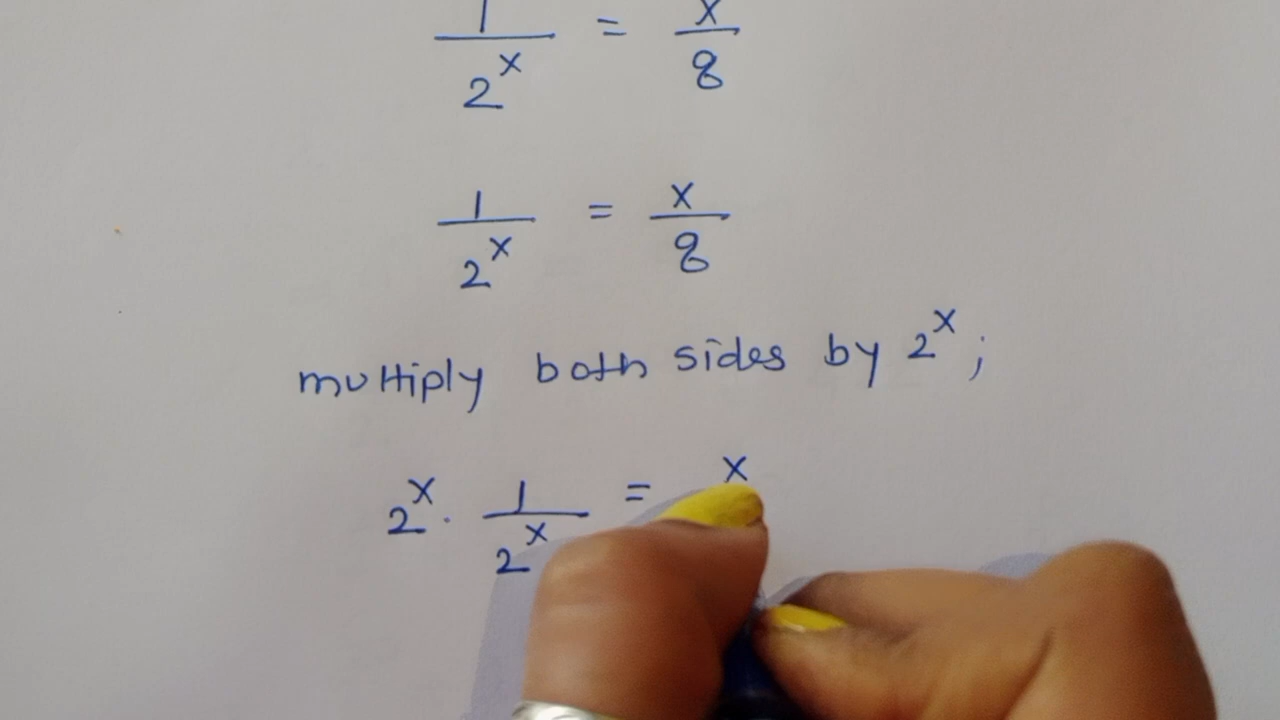 1/2^x = x/8
1/2^x = x/8
multiply both sides by 2^x ;
2^x · 1/2^x = x